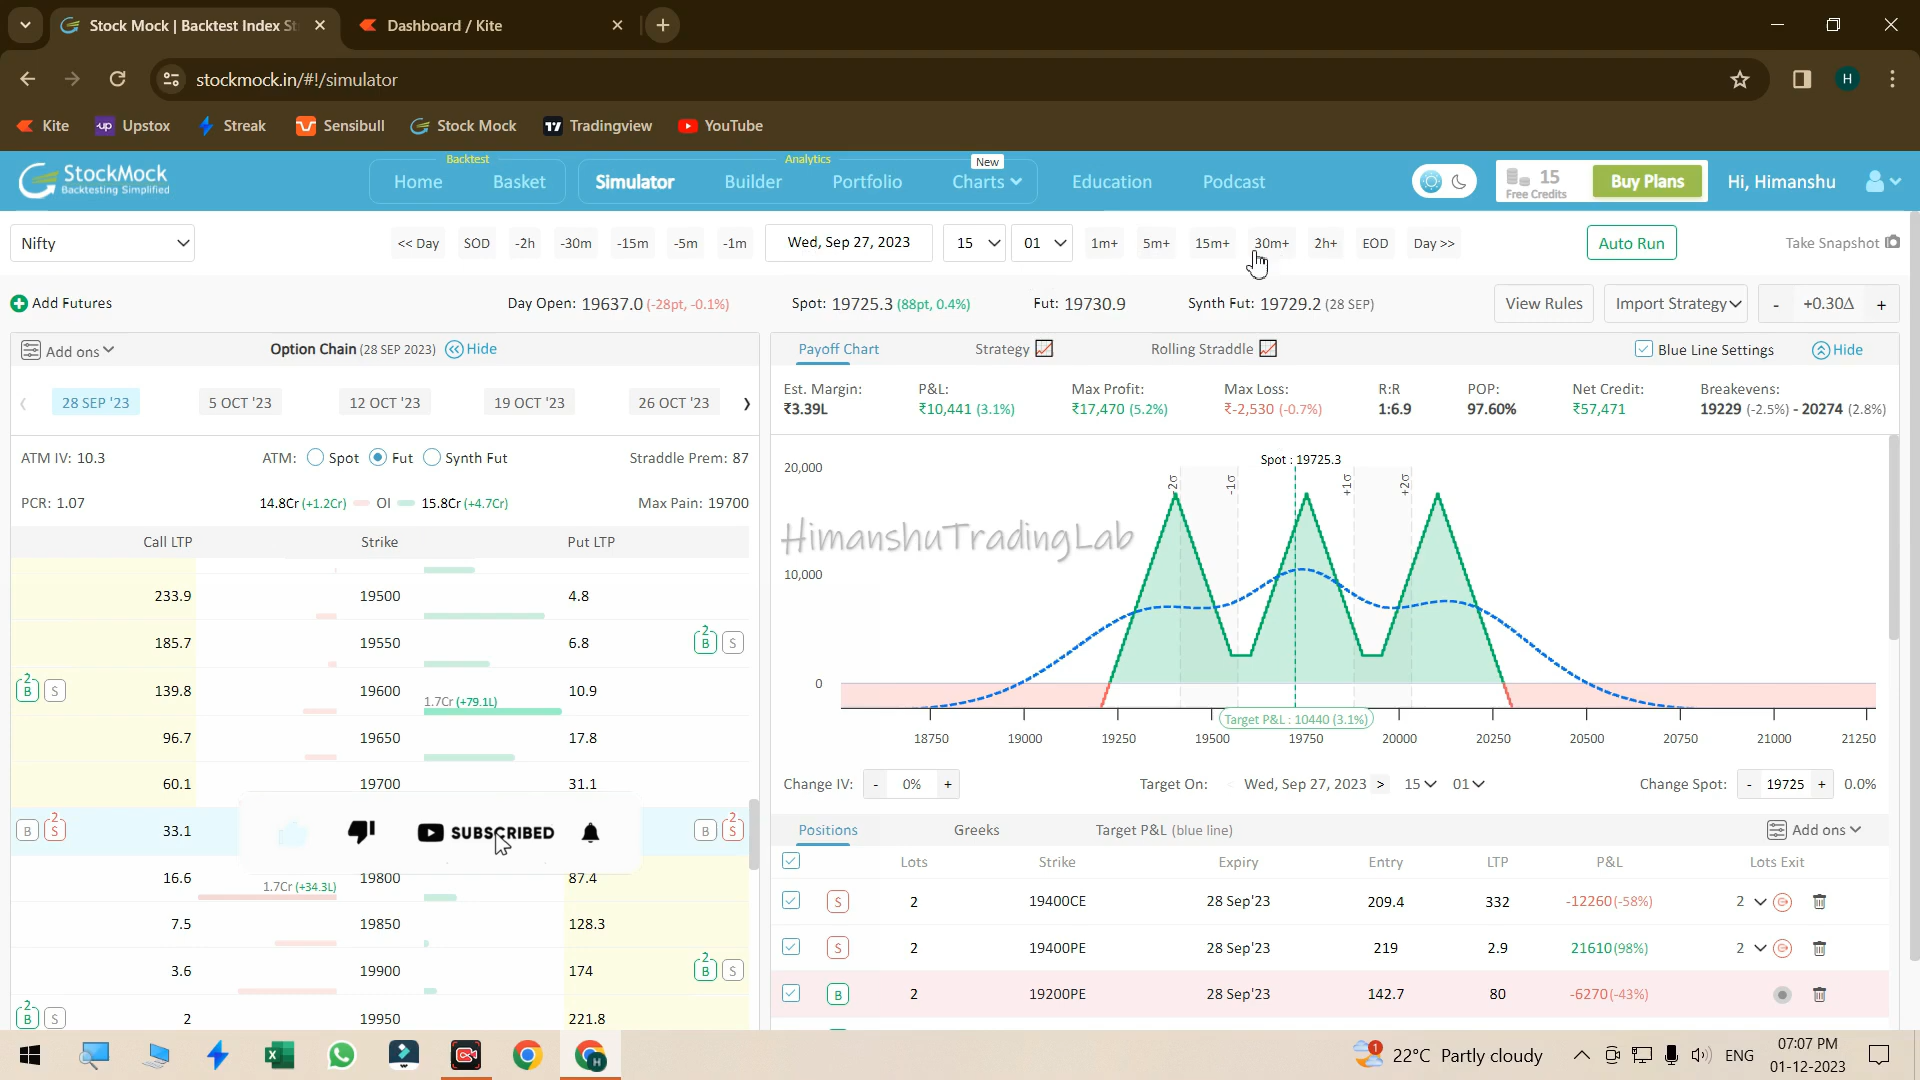 Stock Mock | Backtest Index St
Dashboard / Kite
stockmock.in/#!/simulator
H
Kite
up Upstox
Streak
Sensibull
Stock Mock
Tradingview
YouTube
StockMock
Backtesting Simplified
Backtest
Home
Basket
Simulator
Builder
Analytics
Portfolio
New
Charts
Education
Podcast
15
Free Credits
Buy Plans
Hi, Himanshu
Nifty
<< Day
SOD
-2h
-30m
-15m
-5m
-1m
Wed, Sep 27, 2023
15
01
1m+
5m+
15m+
30m+
2h+
EOD
Day >>
Auto Run
Take Snapshot
Add Futures
Day Open: 19637.0 (-28pt, -0.1%)
Spot: 19725.3 (88pt, 0.4%)
Fut: 19730.9
Synth Fut: 19729.2 (28 SEP)
View Rules
Import Strategy
- +0.30Δ +
Add ons
Option Chain (28 SEP 2023)
Hide
28 SEP '23
5 OCT '23
12 OCT '23
19 OCT '23
26 OCT '23
ATM IV: 10.3
ATM: Spot Fut Synth Fut
Straddle Prem: 87
PCR: 1.07
14.8Cr (+1.2Cr) OI 15.8Cr (+4.7Cr)
Max Pain: 19700
Call LTP Strike Put LTP
233.9 19500 4.8
185.7 19550 6.8 2 B S
2 B S 139.8 19600 1.7Cr (+79.1L) 10.9
96.7 19650 17.8
60.1 19700 31.1
B 2 S 33.1 B 2 S
SUBSCRIBED
16.6 1.7Cr (+34.3L) 19800 87.4
7.5 19850 128.3
3.6 19900 174 2 B S
2 B S 2 19950 221.8
Payoff Chart
Strategy
Rolling Straddle
Blue Line Settings
Hide
Est. Margin: P&L: Max Profit: Max Loss: R:R POP: Net Credit: Breakevens:
₹3.39L ₹10,441 (3.1%) ₹17,470 (5.2%) ₹-2,530 (-0.7%) 1:6.9 97.60% ₹57,471 19229 (-2.5%) - 20274 (2.8%)
Spot : 19725.3
20,000
-2σ
-1σ
+1σ
+2σ
HimanshuTradingLab
10,000
0
Target P&L : 10440 (3.1%)
18750 19000 19250 19500 19750 20000 20250 20500 20750 21000 21250
Change IV: - 0% +
Target On: Wed, Sep 27, 2023 > 15 01
Change Spot: - 19725 + 0.0%
Positions
Greeks
Target P&L (blue line)
Add ons
Lots Strike Expiry Entry LTP P&L Lots Exit
S 2 19400CE 28 Sep'23 209.4 332 -12260(-58%) 2
S 2 19400PE 28 Sep'23 219 2.9 21610(98%) 2
B 2 19200PE 28 Sep'23 142.7 80 -6270(-43%)
1
22°C Partly cloudy
ENG
07:07 PM
01-12-2023